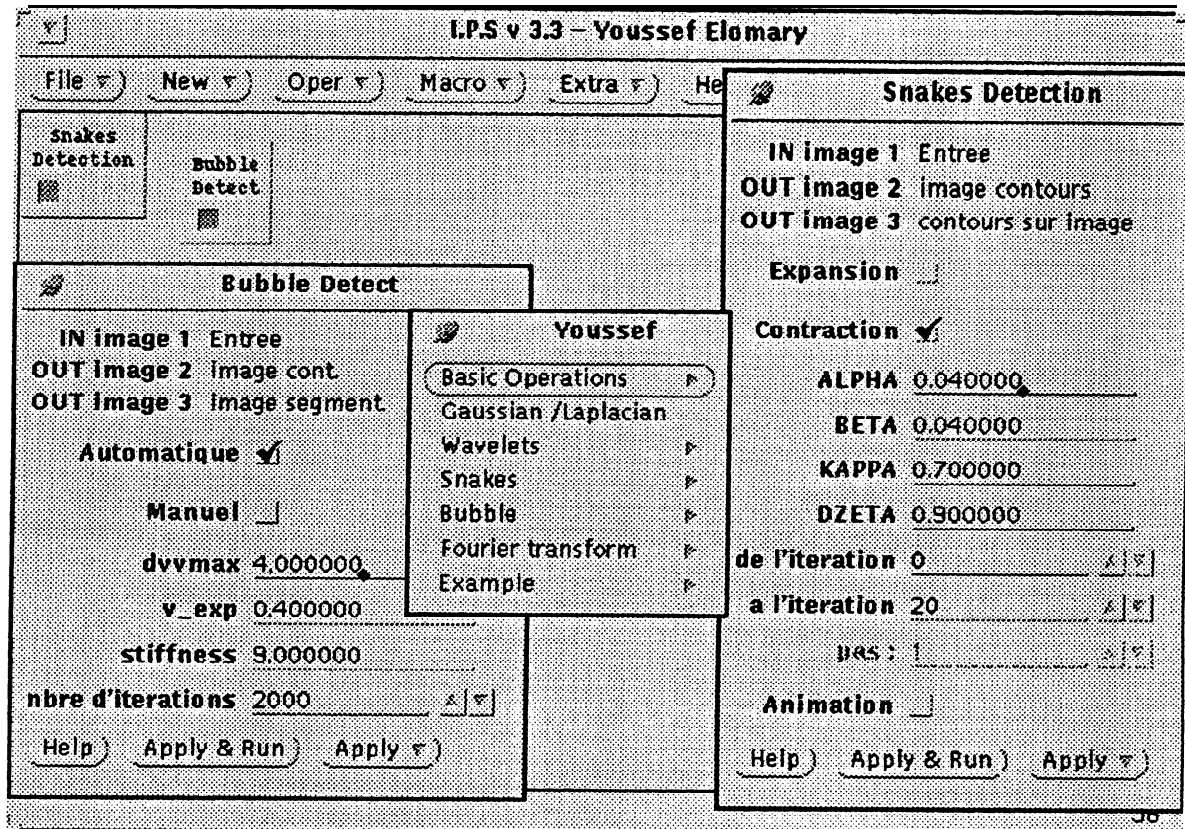 I.P.S v 3.3 – Youssef Elomary
File New Oper Macro Extra He
Snakes
Detection
Bubble
Detect
Bubble Detect
IN image 1 Entree
OUT image 2 Image cont.
OUT image 3 Image segment.
Automatique
Manuel
dvvmax 4.000000
v_exp 0.400000
stiffness 9.000000
nbre d'iterations 2000
Help Apply & Run Apply
Youssef
Basic Operations
Gaussian /Laplacian
Wavelets
Snakes
Bubble
Fourier transform
Example
Snakes Detection
IN image 1 Entree
OUT image 2 Image contours
OUT image 3 contours sur image
Expansion
Contraction
ALPHA 0.040000
BETA 0.040000
KAPPA 0.700000
DZETA 0.900000
de l'iteration 0
a l'iteration 20
pas : 1
Animation
Help Apply & Run Apply